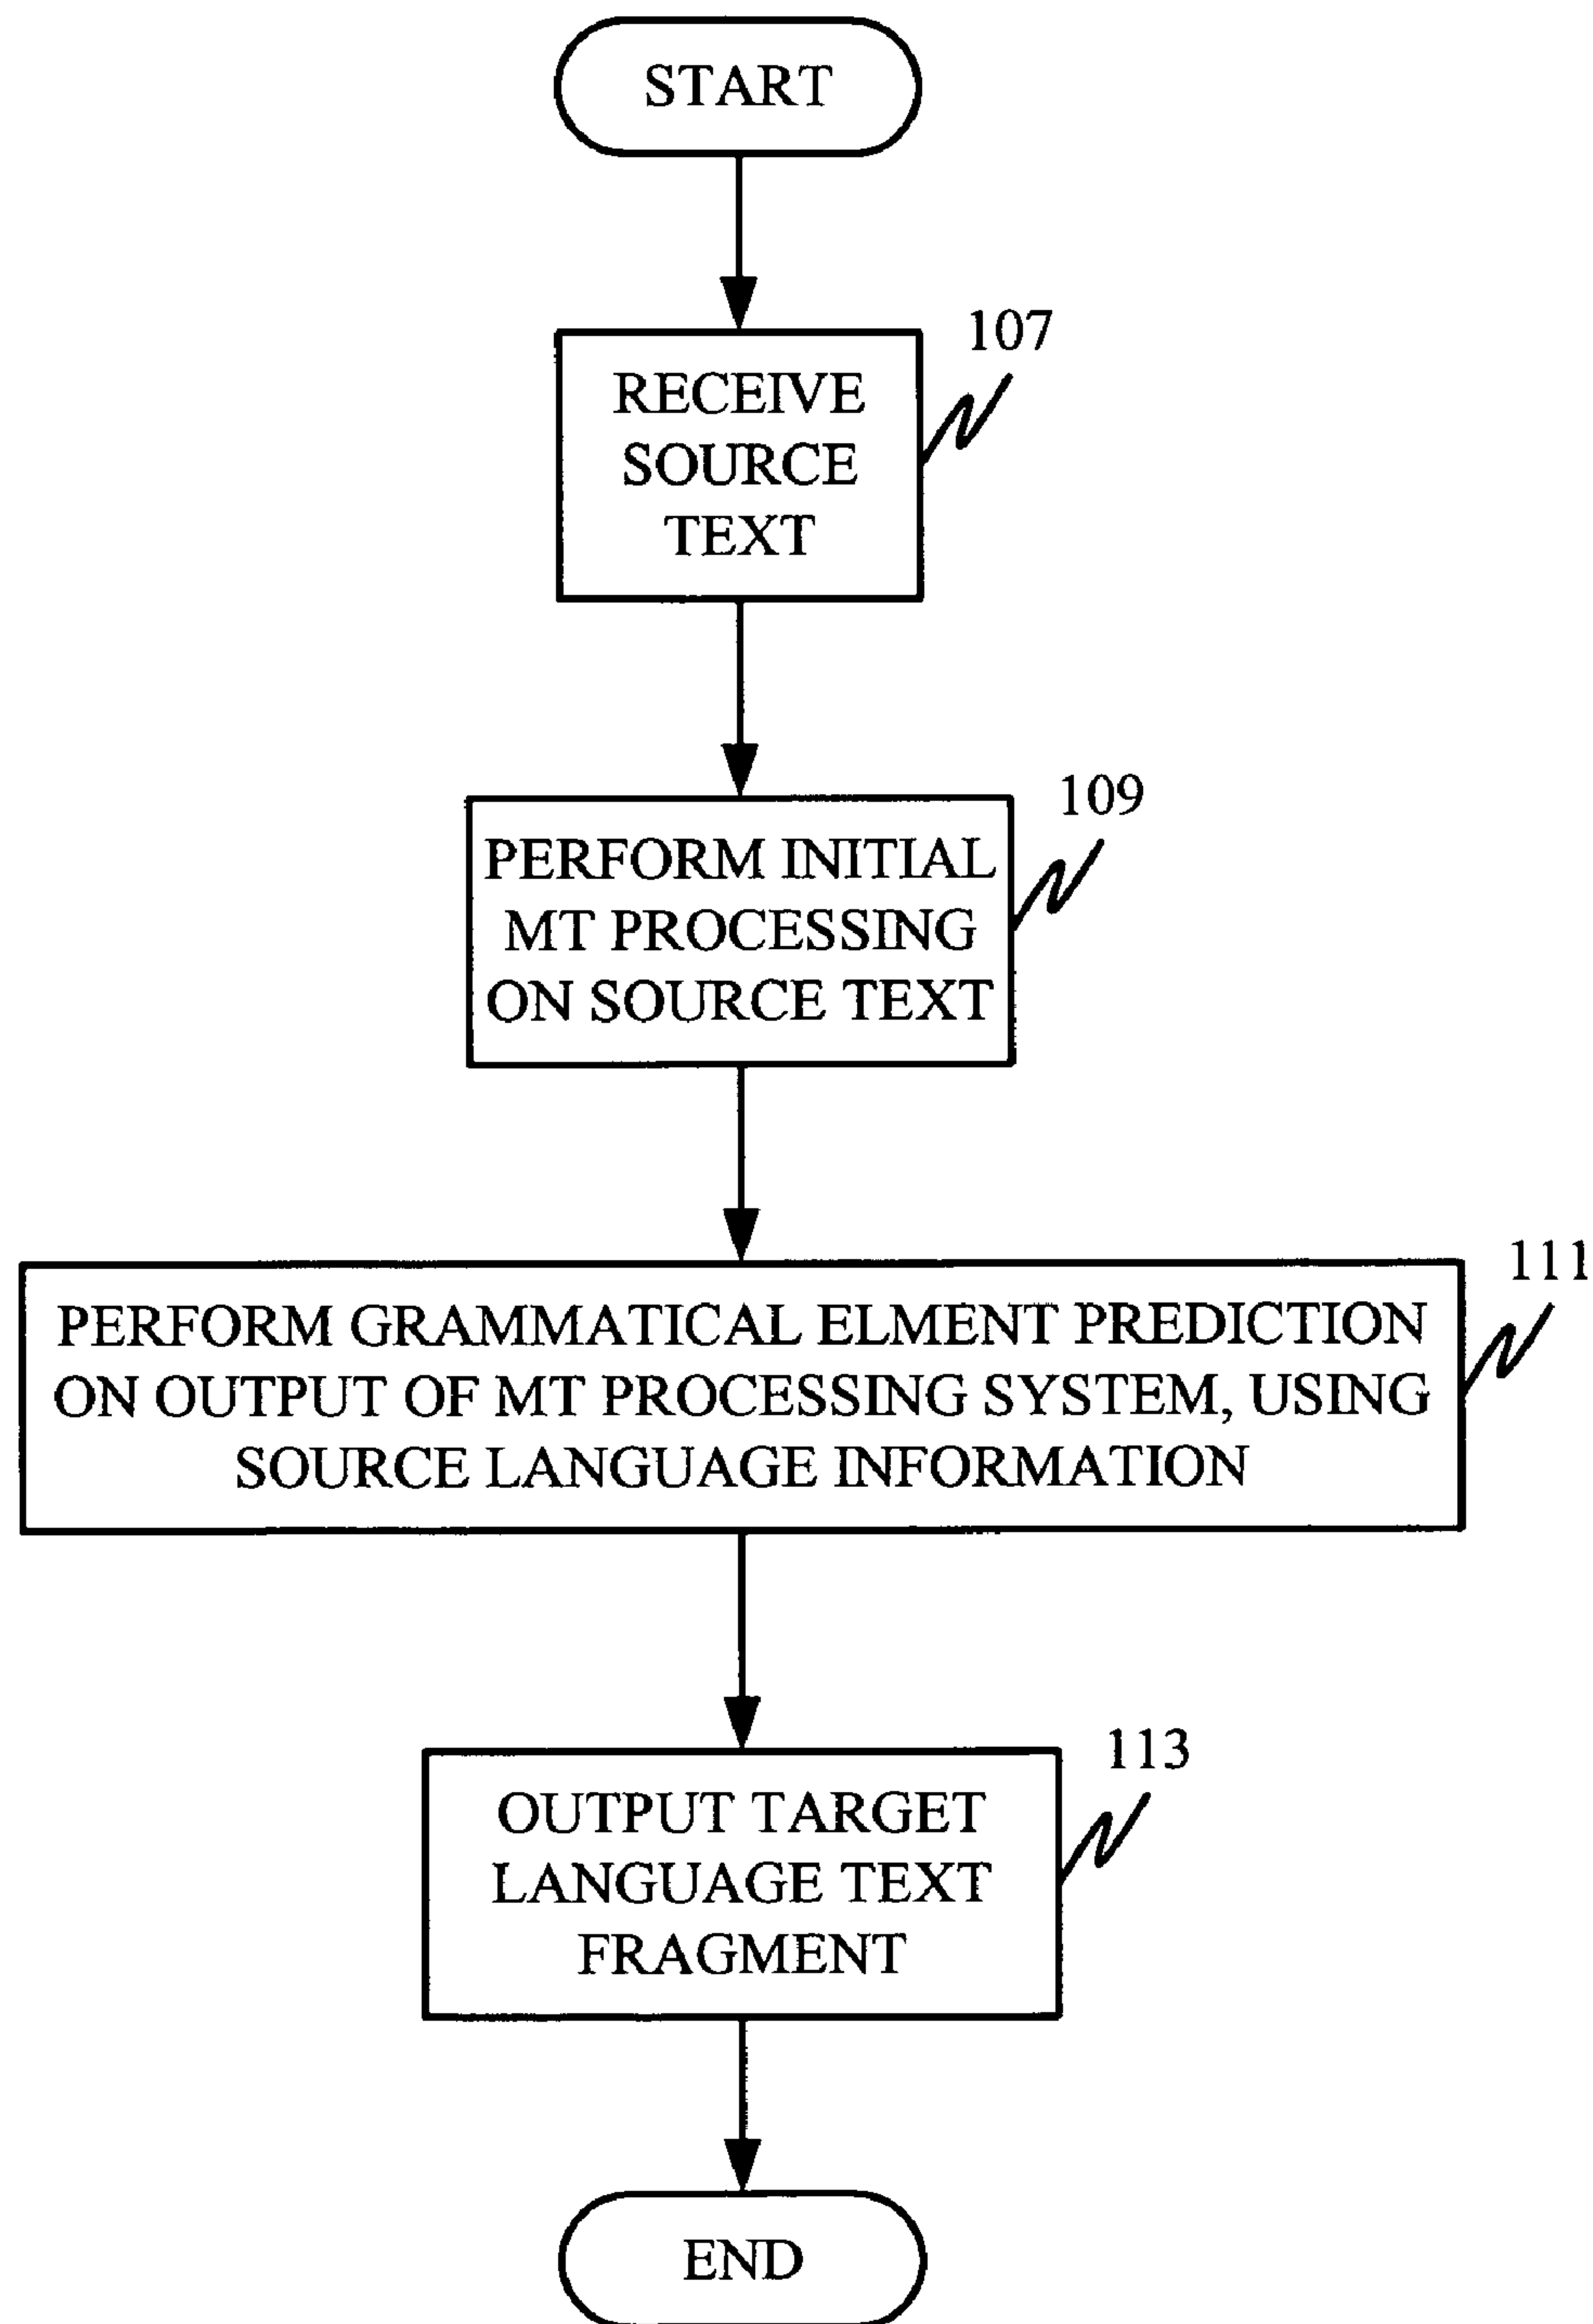 START
107
RECEIVE
SOURCE
TEXT
109
PERFORM INITIAL
MT PROCESSING
ON SOURCE TEXT
111
PERFORM GRAMMATICAL ELMENT PREDICTION
ON OUTPUT OF MT PROCESSING SYSTEM, USING
SOURCE LANGUAGE INFORMATION
113
OUTPUT TARGET
LANGUAGE TEXT
FRAGMENT
END